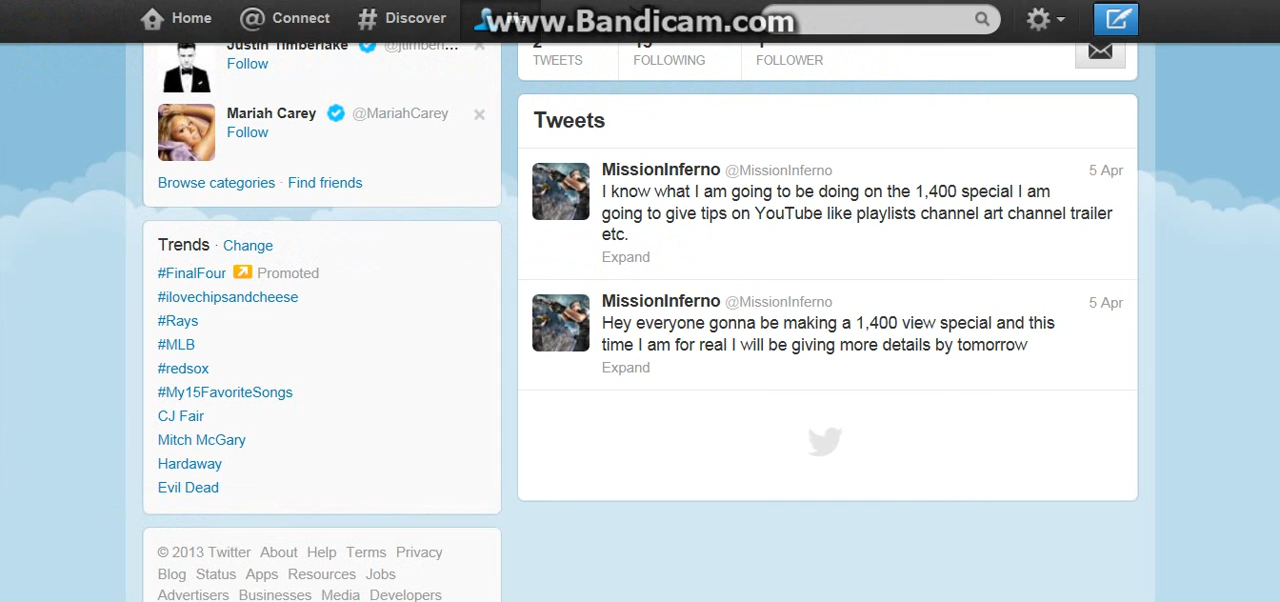 Home Connect Discover www.Bandicam.com
Justin Timberlake
Follow
Mariah Carey @MariahCarey
Follow
Browse categories · Find friends
Trends · Change
#FinalFour Promoted
#ilovechipsandcheese
#Rays
#MLB
#redsox
#My15FavoriteSongs
CJ Fair
Mitch McGary
Hardaway
Evil Dead
© 2013 Twitter About Help Terms Privacy
Blog Status Apps Resources Jobs
Advertisers Businesses Media Developers
TWEETS FOLLOWING FOLLOWER
Tweets
MissionInferno @MissionInferno 5 Apr
I know what I am going to be doing on the 1,400 special I am
going to give tips on YouTube like playlists channel art channel trailer
etc.
Expand
MissionInferno @MissionInferno 5 Apr
Hey everyone gonna be making a 1,400 view special and this
time I am for real I will be giving more details by tomorrow
Expand